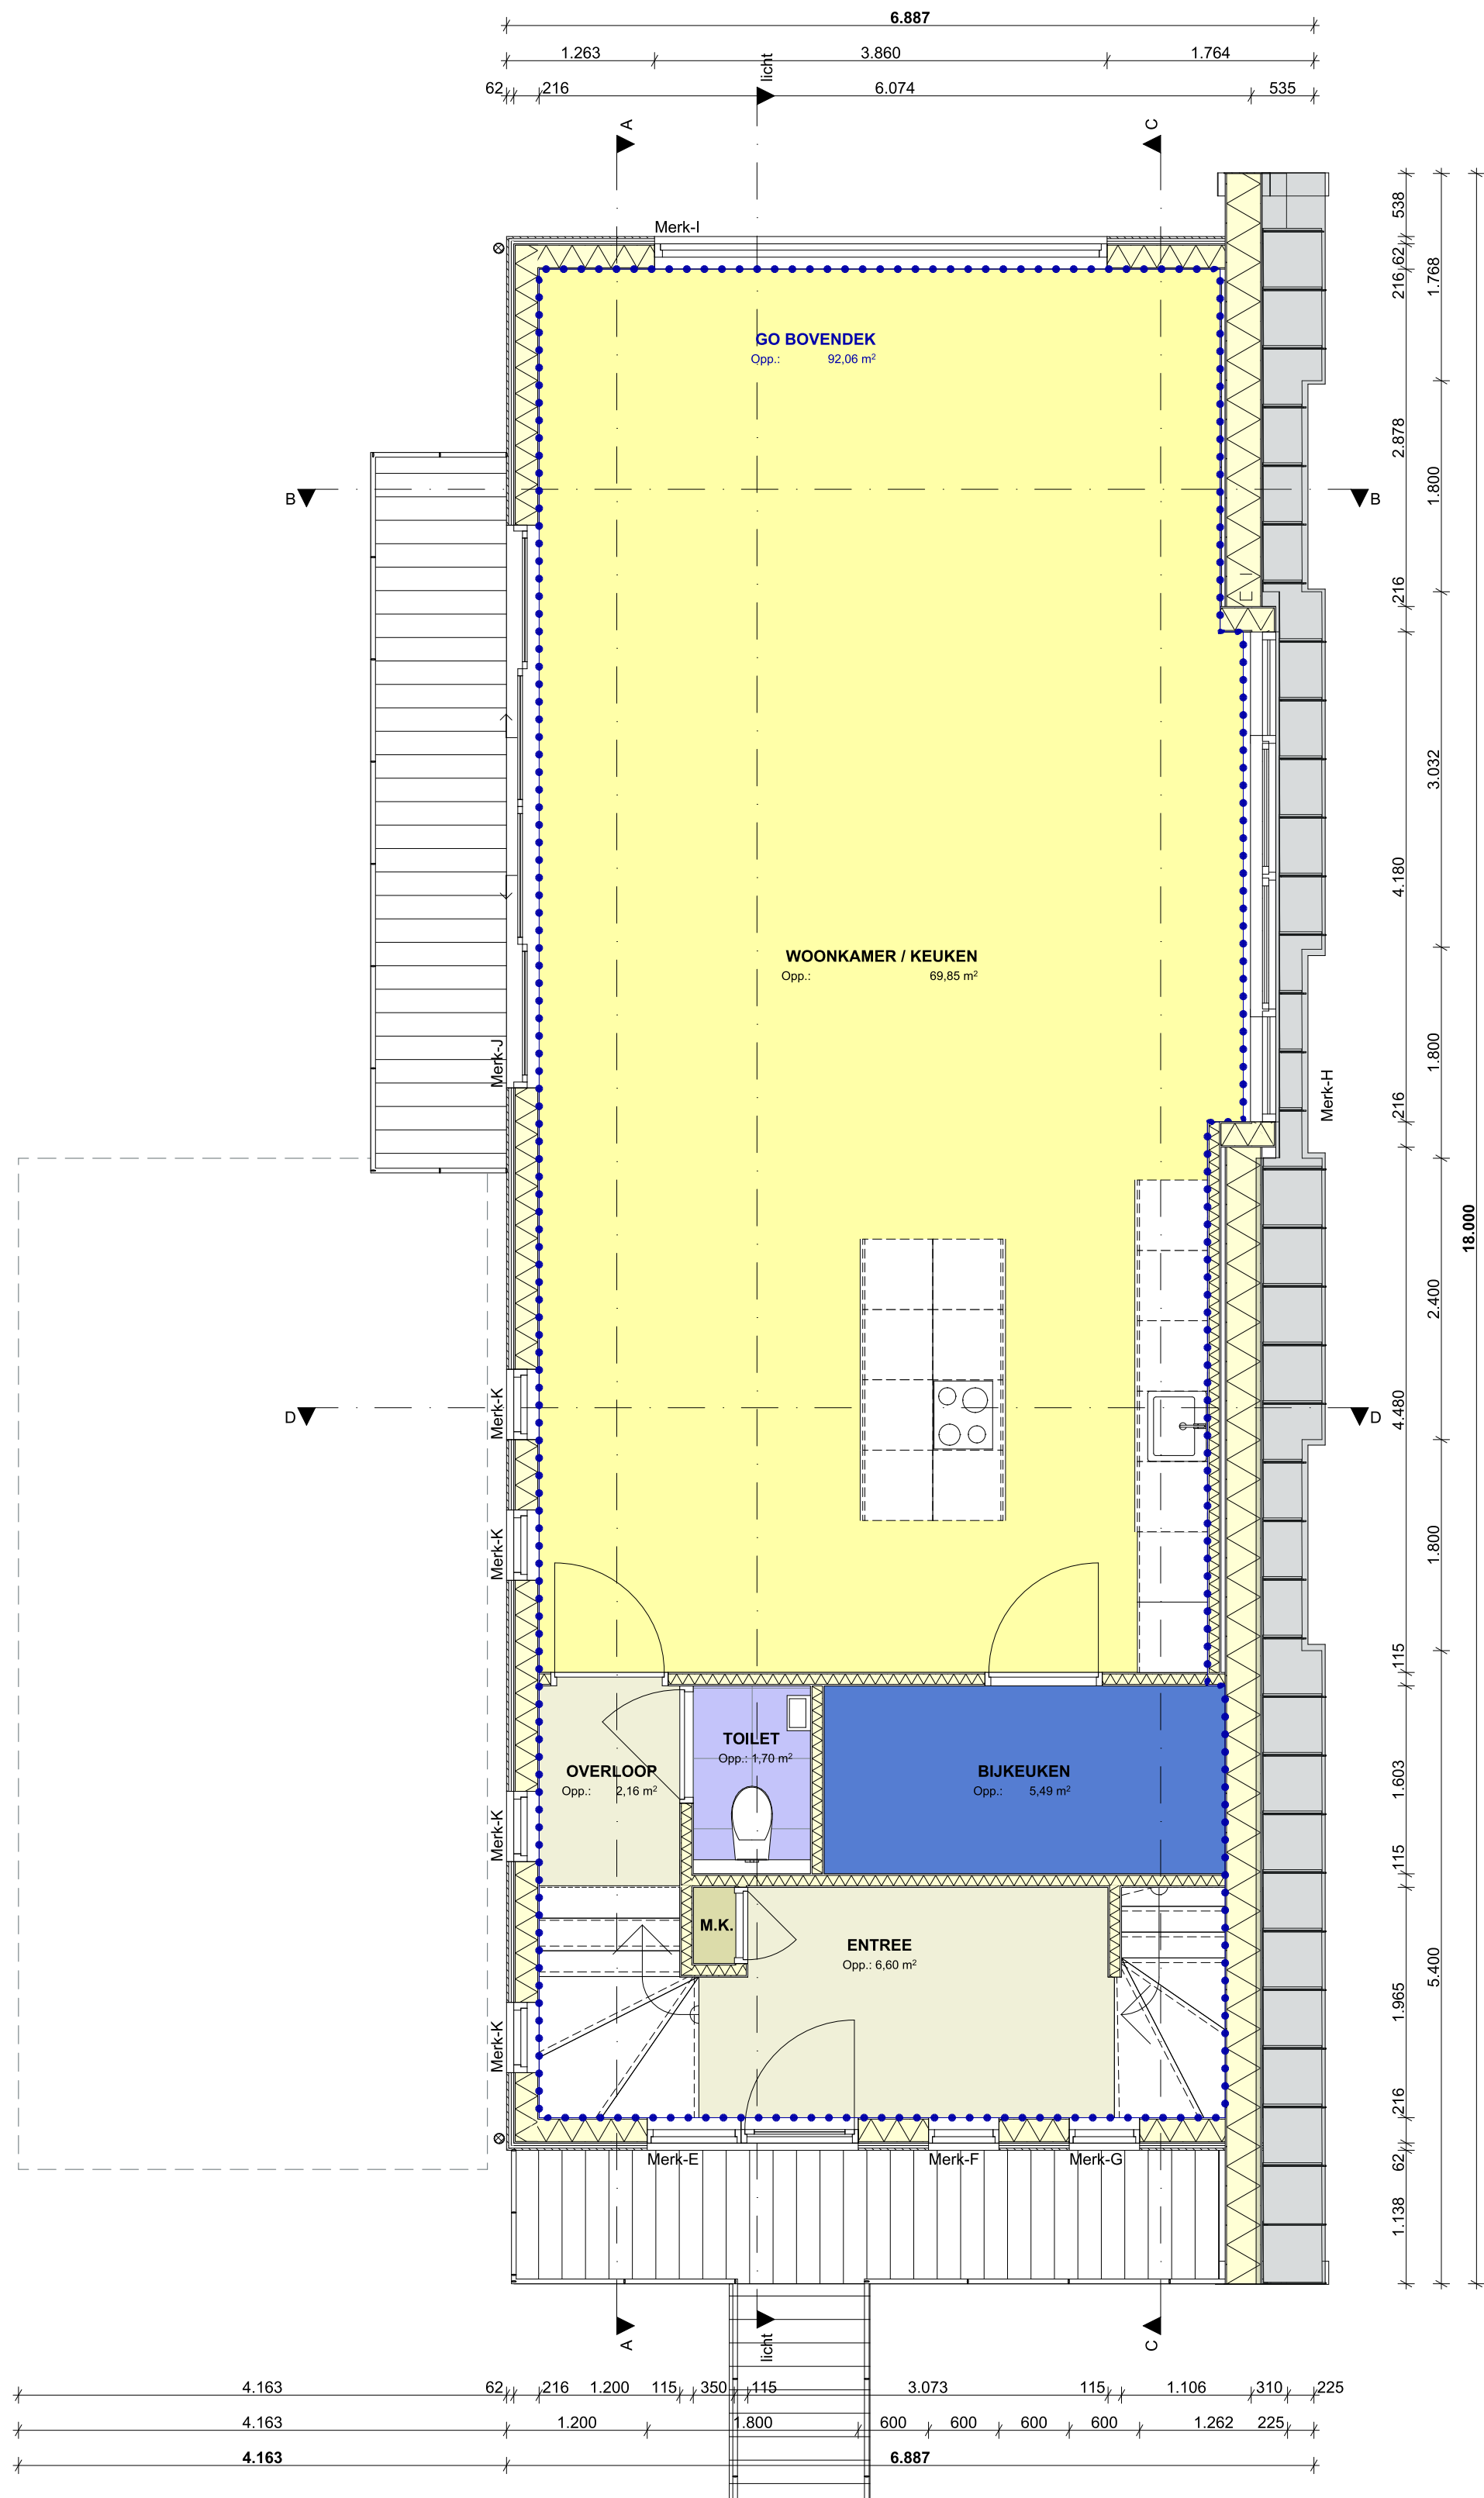 6.887
1.263 3.860 1.764
licht
62 216 6.074 535
A C
Merk-I
538
62
216
1.768
GO BOVENDEK
Opp.: 92,06 m²
2.878
1.800
B B
216
3.032
4.180
WOONKAMER / KEUKEN
Opp.: 69,85 m²
Merk-J
Merk-H
1.800
216
18.000
2.400
4.480
Merk-K
D D
Merk-K
1.800
115
TOILET
Opp.: 1,70 m²
OVERLOOP
Opp.: 2,16 m²
BIJKEUKEN
Opp.: 5,49 m²
1.603
Merk-K
115
M.K.
ENTREE
Opp.: 6,60 m²
5.400
1.965
Merk-K
216
62
Merk-E Merk-F Merk-G
1.138
A licht C
4.163 62 216 1.200 115 350 115 3.073 115 1.106 310 225
4.163 1.200 1.800 600 600 600 600 1.262 225
4.163 6.887